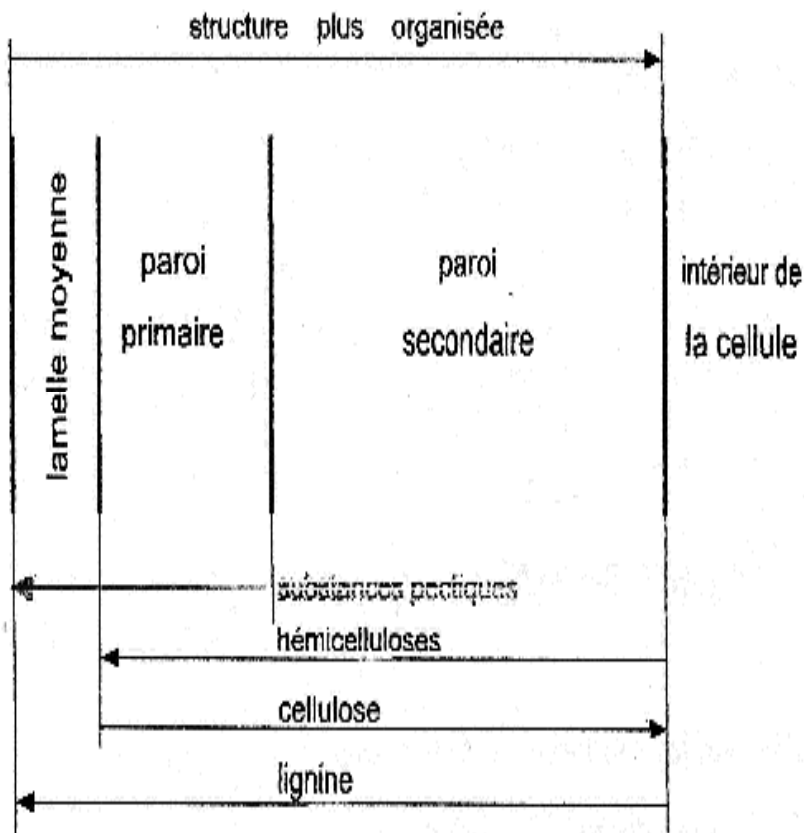 structure plus organisée
lamelle moyenne
paroi
primaire
paroi
secondaire
intérieur de
la cellule
substances pectiques
hémicelluloses
cellulose
lignine